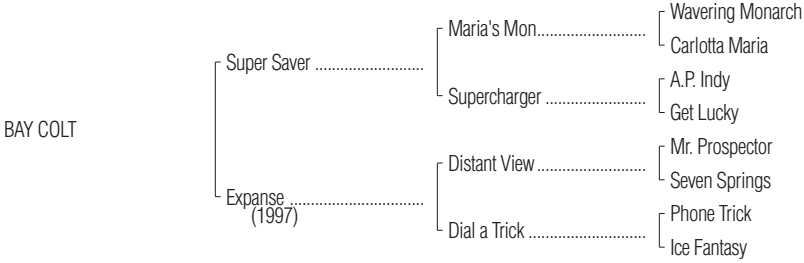 Wavering Monarch
Maria's Mon..........................
Carlotta Maria
Super Saver ..........................
A.P. Indy
Supercharger ........................
Get Lucky
BAY COLT
Mr. Prospector
Distant View ..........................
Seven Springs
Expanse ................................
(1997)
Phone Trick
Dial a Trick ............................
Ice Fantasy